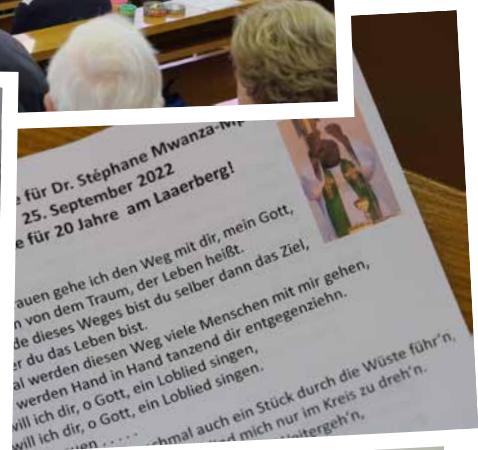 e für Dr. Stéphane Mwanza-Mp
25. September 2022
e für 20 Jahre am Laaerberg!
rauen gehe ich den Weg mit dir, mein Gott,
n von dem Traum, der Leben heißt.
de dieses Weges bist du selber dann das Ziel,
er du das Leben bist.
al werden diesen Weg viele Menschen mit mir gehen,
werden Hand in Hand tanzend dir entgegenziehn.
will ich dir, o Gott, ein Loblied singen,
will ich dir, o Gott, ein Loblied singen.
auen . . . . .
chmal auch ein Stück durch die Wüste führ'n,
mich nur im Kreis zu dreh'n.